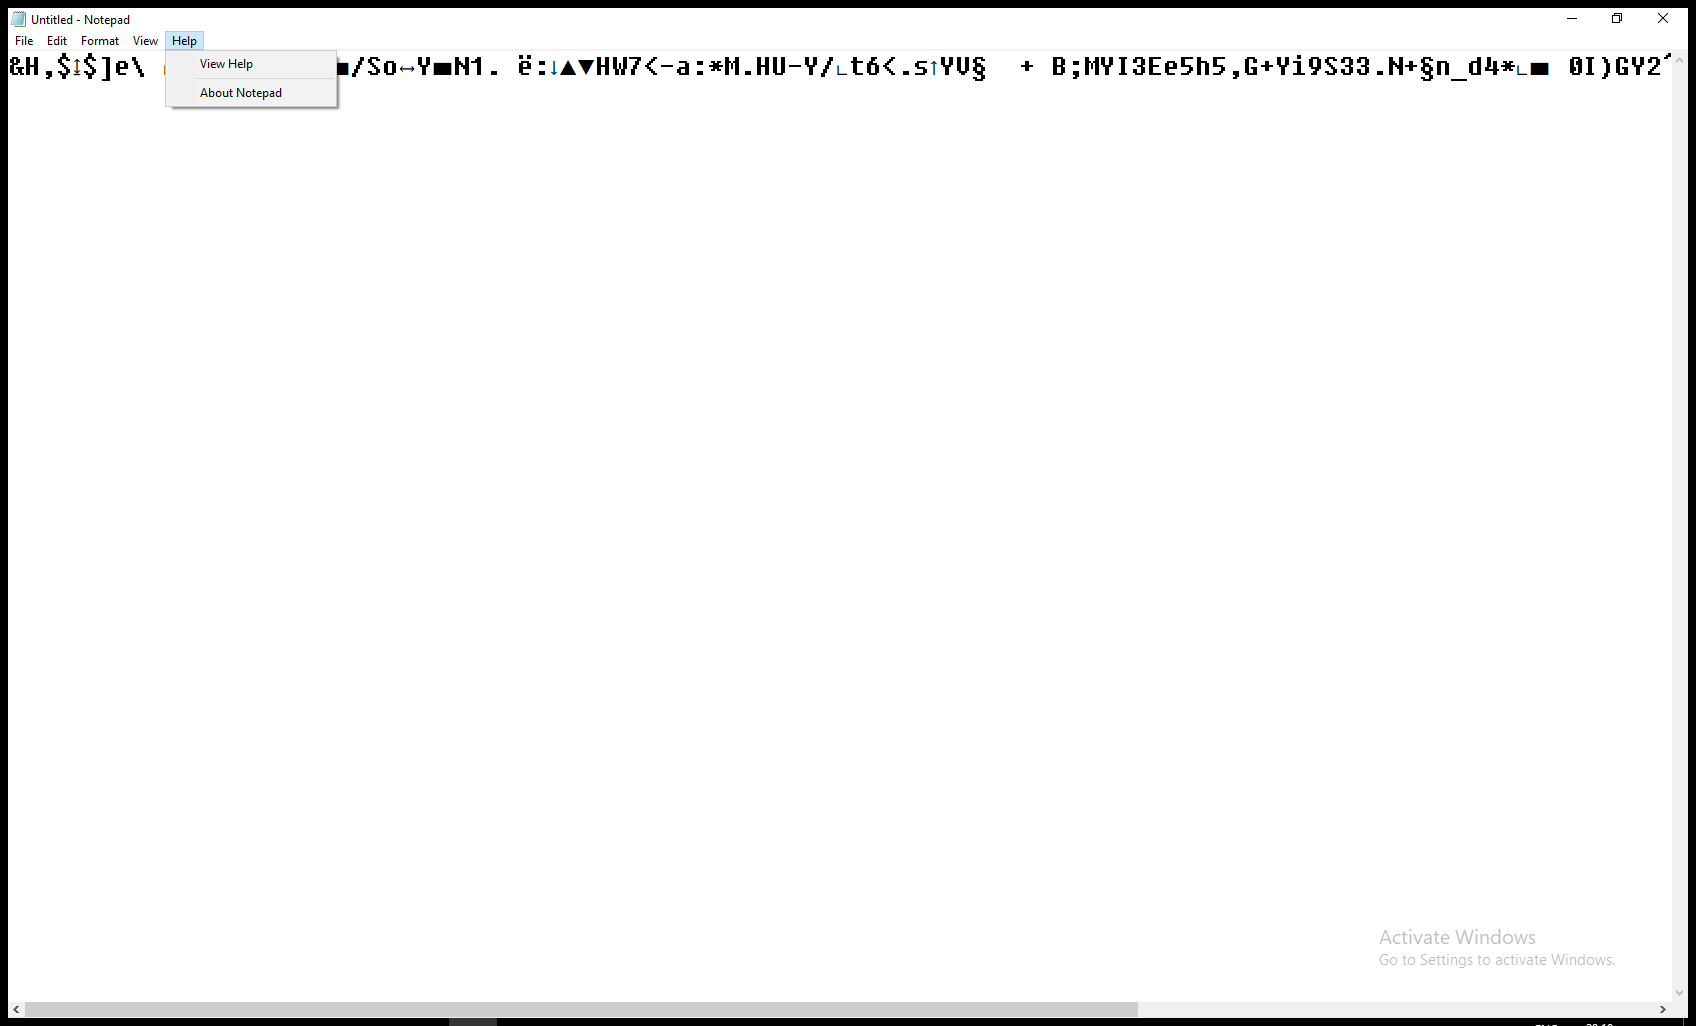 Untitled - Notepad
File Edit Format View Help
&H,$↨$]e\ ■/So↔Y■N1. ë:↓▲▼HW7<-a:*M.HU-Y/∟t6<.s↑YV§ + B;MYI3Ee5h5,G+Yi9S33.N+§n_d4*∟■ 0I)GY2
View Help
About Notepad
Activate Windows
Go to Settings to activate Windows.